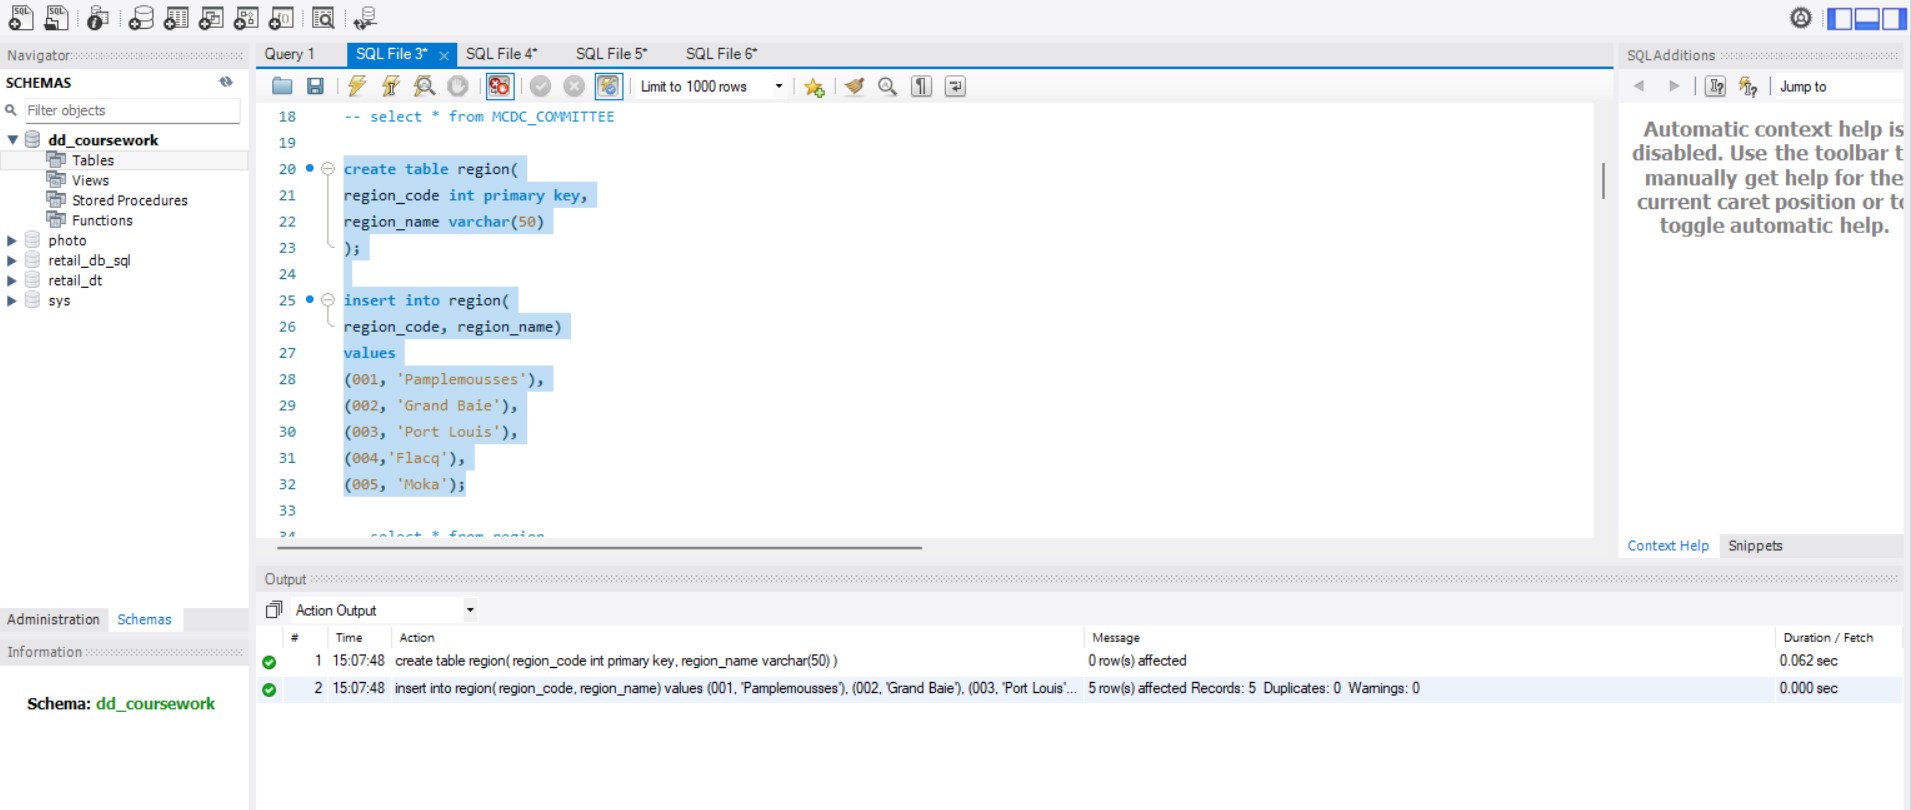 SQL
SQL
Navigator
SCHEMAS
Filter objects
dd_coursework
Tables
Views
Stored Procedures
Functions
photo
retail_db_sql
retail_dt
sys
Administration Schemas
Information
Schema: dd_coursework
Query 1 SQL File 3* SQL File 4* SQL File 5* SQL File 6*
Limit to 1000 rows
18 -- select * from MCDC_COMMITTEE
19
20 create table region(
21 region_code int primary key,
22 region_name varchar(50)
23 );
24
25 insert into region(
26 region_code, region_name)
27 values
28 (001, 'Pamplemousses'),
29 (002, 'Grand Baie'),
30 (003, 'Port Louis'),
31 (004,'Flacq'),
32 (005, 'Moka');
33
34 select * from region
Output
Action Output
# Time Action Message Duration / Fetch
1 15:07:48 create table region( region_code int primary key, region_name varchar(50) ) 0 row(s) affected 0.062 sec
2 15:07:48 insert into region( region_code, region_name) values (001, 'Pamplemousses'), (002, 'Grand Baie'), (003, 'Port Louis'... 5 row(s) affected Records: 5 Duplicates: 0 Warnings: 0 0.000 sec
SQLAdditions
Jump to
Automatic context help is
disabled. Use the toolbar t
manually get help for the
current caret position or to
toggle automatic help.
Context Help Snippets